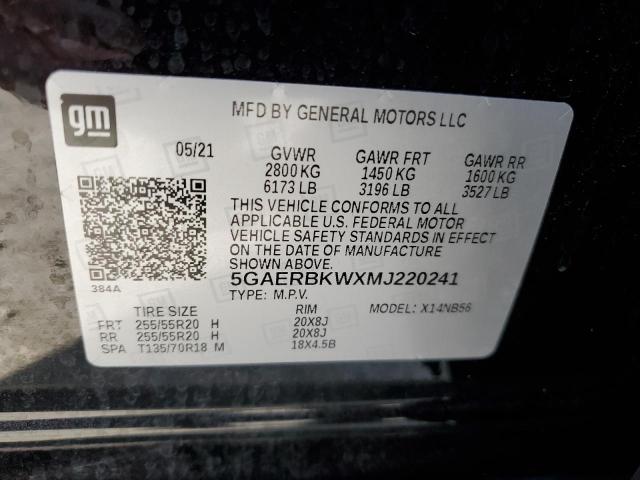 gm
MFD BY GENERAL MOTORS LLC
05/21 GVWR GAWR FRT GAWR RR
2800 KG 1450 KG 1600 KG
6173 LB 3196 LB 3527 LB
THIS VEHICLE CONFORMS TO ALL
APPLICABLE U.S. FEDERAL MOTOR
VEHICLE SAFETY STANDARDS IN EFFECT
ON THE DATE OF MANUFACTURE
SHOWN ABOVE.
384A 5GAERBKWXMJ220241
TYPE: M.P.V.
TIRE SIZE RIM MODEL: X14NB56
FRT 255/55R20 H 20X8J
RR 255/55R20 H 20X8J
SPA T135/70R18 M 18X4.5B